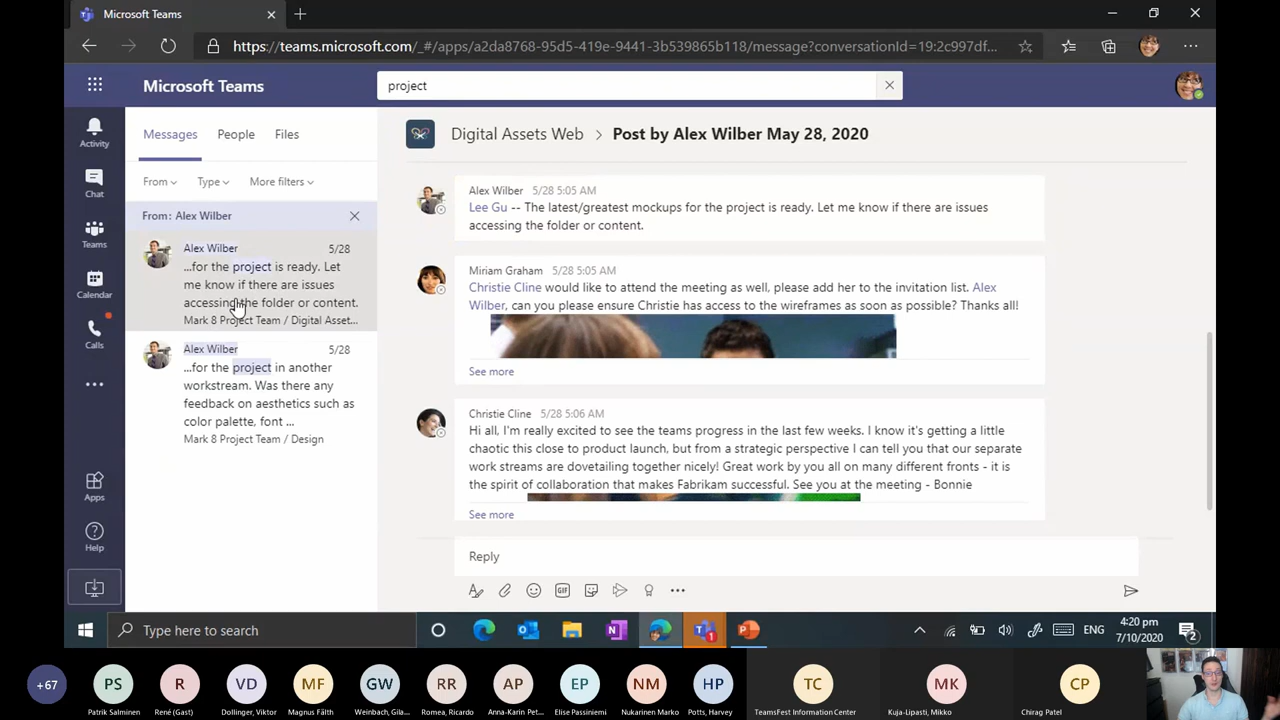 Microsoft Teams
https://teams.microsoft.com/_#/apps/a2da8768-95d5-419e-9441-3b539865b118/message?conversationId=19:2c997df...
Microsoft Teams
project
Activity
Chat
Teams
Calendar
Calls
Apps
Help
Messages People Files
From Type More filters
From: Alex Wilber
Alex Wilber 5/28
...for the project is ready. Let
me know if there are issues
accessing the folder or content.
Mark 8 Project Team / Digital Asset...
Alex Wilber 5/28
...for the project in another
workstream. Was there any
feedback on aesthetics such as
color palette, font ...
Mark 8 Project Team / Design
Digital Assets Web > Post by Alex Wilber May 28, 2020
Alex Wilber 5/28 5:05 AM
Lee Gu -- The latest/greatest mockups for the project is ready. Let me know if there are issues
accessing the folder or content.
Miriam Graham 5/28 5:05 AM
Christie Cline would like to attend the meeting as well, please add her to the invitation list. Alex
Wilber, can you please ensure Christie has access to the wireframes as soon as possible? Thanks all!
See more
Christie Cline 5/28 5:06 AM
Hi all, I'm really excited to see the teams progress in the last few weeks. I know it's getting a little
chaotic this close to product launch, but from a strategic perspective I can tell you that our separate
work streams are dovetailing together nicely! Great work by you all on many different fronts - it is
the spirit of collaboration that makes Fabrikam successful. See you at the meeting - Bonnie
See more
Reply
GIF
Type here to search
1
ENG
4:20 pm
7/10/2020
2
+67 PS R VD MF GW RR AP EP NM HP TC MK CP
Patrik Salminen René (Gast) Dollinger, Viktor Magnus Fälth Weinbach, Gila... Romea, Ricardo Anna-Karin Pet... Elise Passiniemi Nukarinen Marko Potts, Harvey TeamsFest Information Center Kuja-Lipasti, Mikko Chirag Patel